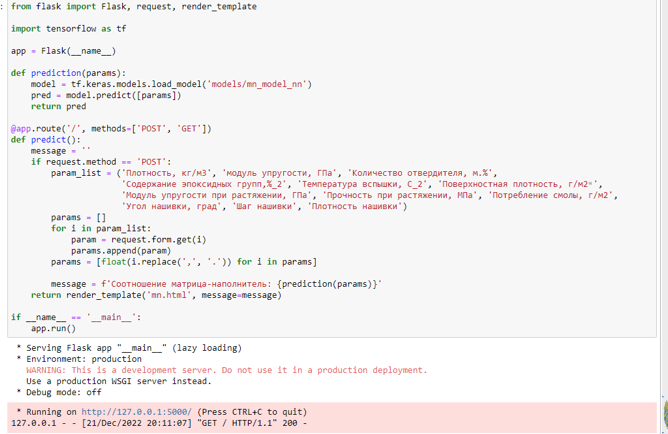 : from flask import Flask, request, render_template
import tensorflow as tf
app = Flask(__name__)
def prediction(params):
    model = tf.keras.models.load_model('models/mn_model_nn')
    pred = model.predict([params])
    return pred
@app.route('/', methods=['POST', 'GET'])
def predict():
    message = ''
    if request.method == 'POST':
        param_list = ('Плотность, кг/м3', 'модуль упругости, ГПа', 'Количество отвердителя, м.%',
                      'Содержание эпоксидных групп,%_2', 'Температура вспышки, С_2', 'Поверхностная плотность, г/м2',
                      'Модуль упругости при растяжении, ГПа', 'Прочность при растяжении, МПа', 'Потребление смолы, г/м2',
                      'Угол нашивки, град', 'Шаг нашивки', 'Плотность нашивки')
        params = []
        for i in param_list:
            param = request.form.get(i)
            params.append(param)
        params = [float(i.replace(',', '.')) for i in params]
        message = f'Соотношение матрица-наполнитель: {prediction(params)}'
    return render_template('mn.html', message=message)
if __name__ == '__main__':
    app.run()
 * Serving Flask app "__main__" (lazy loading)
 * Environment: production
   WARNING: This is a development server. Do not use it in a production deployment.
   Use a production WSGI server instead.
 * Debug mode: off
 * Running on http://127.0.0.1:5000/ (Press CTRL+C to quit)
127.0.0.1 - - [21/Dec/2022 20:11:07] "GET / HTTP/1.1" 200 -